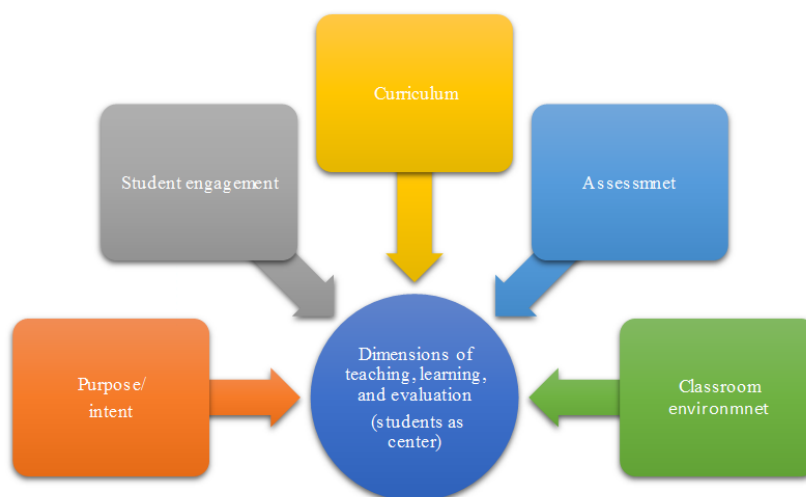 Curriculum
Student engagement
Assessmnet
Purpose/
intent
Dimensions of
teaching, learning,
and evaluation
(students as
center)
Classroom
environmnet